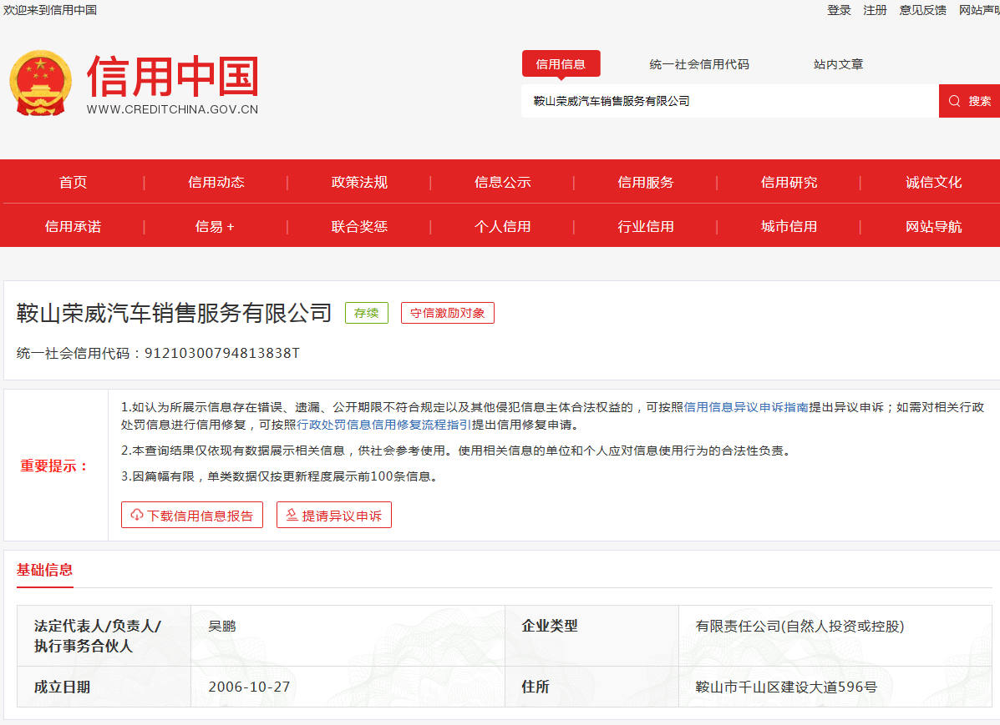 欢迎来到信用中国
登录 注册 意见反馈 网站声明
信用中国
WWW.CREDITCHINA.GOV.CN
信用信息 统一社会信用代码 站内文章
鞍山荣威汽车销售服务有限公司 搜索
首页 | 信用动态 | 政策法规 | 信息公示 | 信用服务 | 信用研究 | 诚信文化
信用承诺 | 信易+ | 联合奖惩 | 个人信用 | 行业信用 | 城市信用 | 网站导航
鞍山荣威汽车销售服务有限公司 存续 守信激励对象
统一社会信用代码：91210300794813838T
重要提示：
1.如认为所展示信息存在错误、遗漏、公开期限不符合规定以及其他侵犯信息主体合法权益的，可按照信用信息异议申诉指南提出异议申诉；如需对相关行政
处罚信息进行信用修复，可按照行政处罚信息信用修复流程指引提出信用修复申请。
2.本查询结果仅依现有数据展示相关信息，供社会参考使用。使用相关信息的单位和个人应对信息使用行为的合法性负责。
3.因篇幅有限，单类数据仅按更新程度展示前100条信息。
下载信用信息报告 提请异议申诉
基础信息
法定代表人/负责人/
执行事务合伙人
吴鹏
企业类型
有限责任公司(自然人投资或控股)
成立日期
2006-10-27
住所
鞍山市千山区建设大道596号